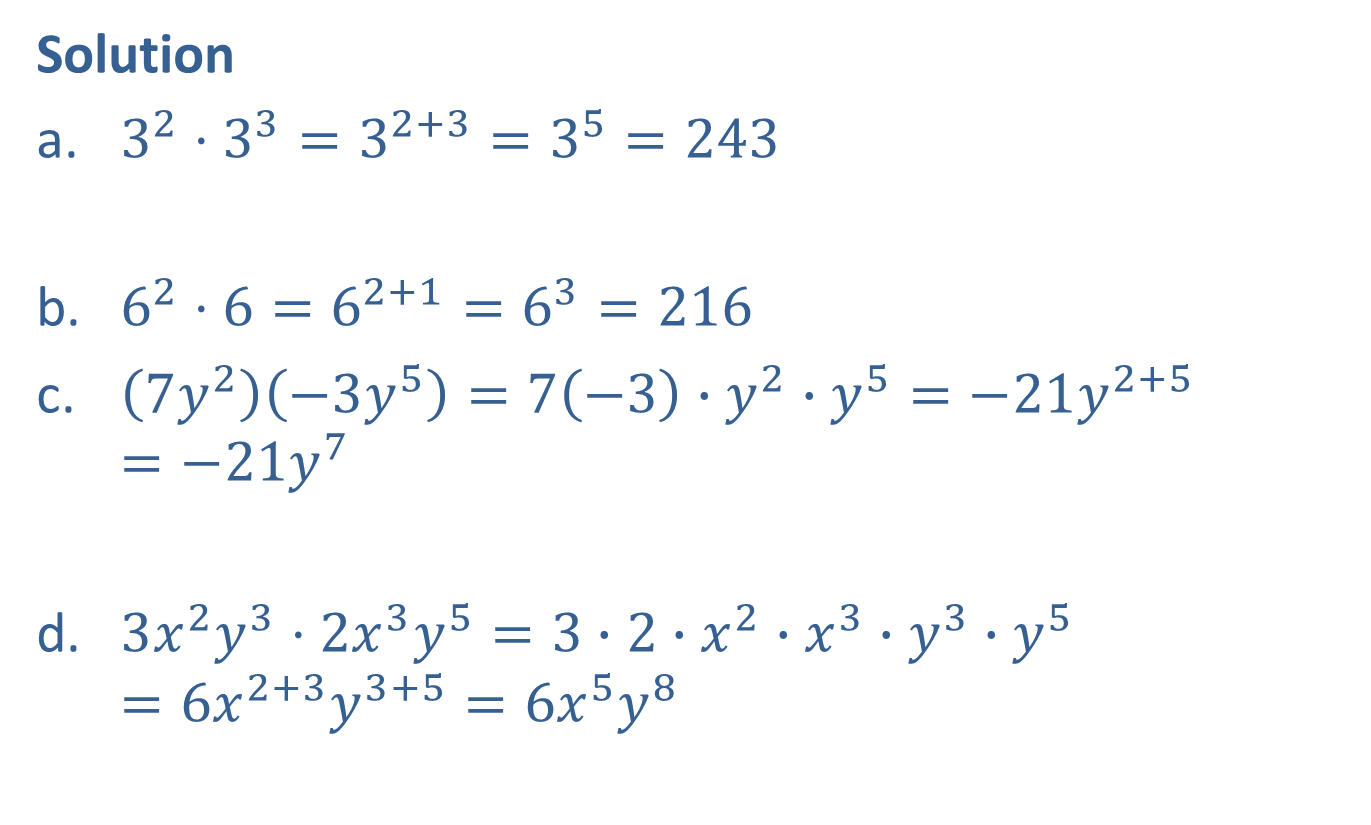 Solution
a. 3² · 3³ = 3²⁺³ = 3⁵ = 243
b. 6² · 6 = 6²⁺¹ = 6³ = 216
c. (7y²)(−3y⁵) = 7(−3) · y² · y⁵ = −21y²⁺⁵
= −21y⁷
d. 3x²y³ · 2x³y⁵ = 3 · 2 · x² · x³ · y³ · y⁵
= 6x²⁺³y³⁺⁵ = 6x⁵y⁸